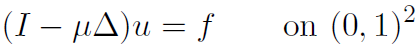 (I − μΔ)u = f on (0, 1)²